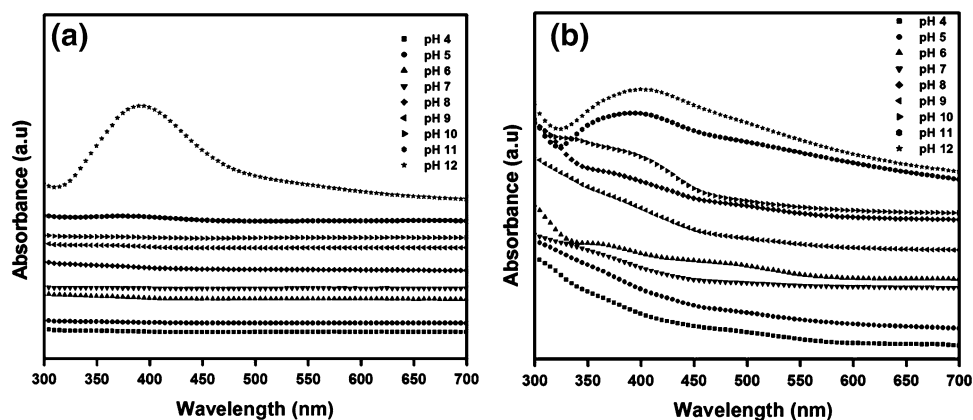 (a)
pH 4
pH 5
pH 6
pH 7
pH 8
pH 9
pH 10
pH 11
pH 12
Absorbance (a.u)
300 350 400 450 500 550 600 650 700
Wavelength (nm)
(b)
pH 4
pH 5
pH 6
pH 7
pH 8
pH 9
pH 10
pH 11
pH 12
Absorbance (a.u)
300 350 400 450 500 550 600 650 700
Wavelength (nm)